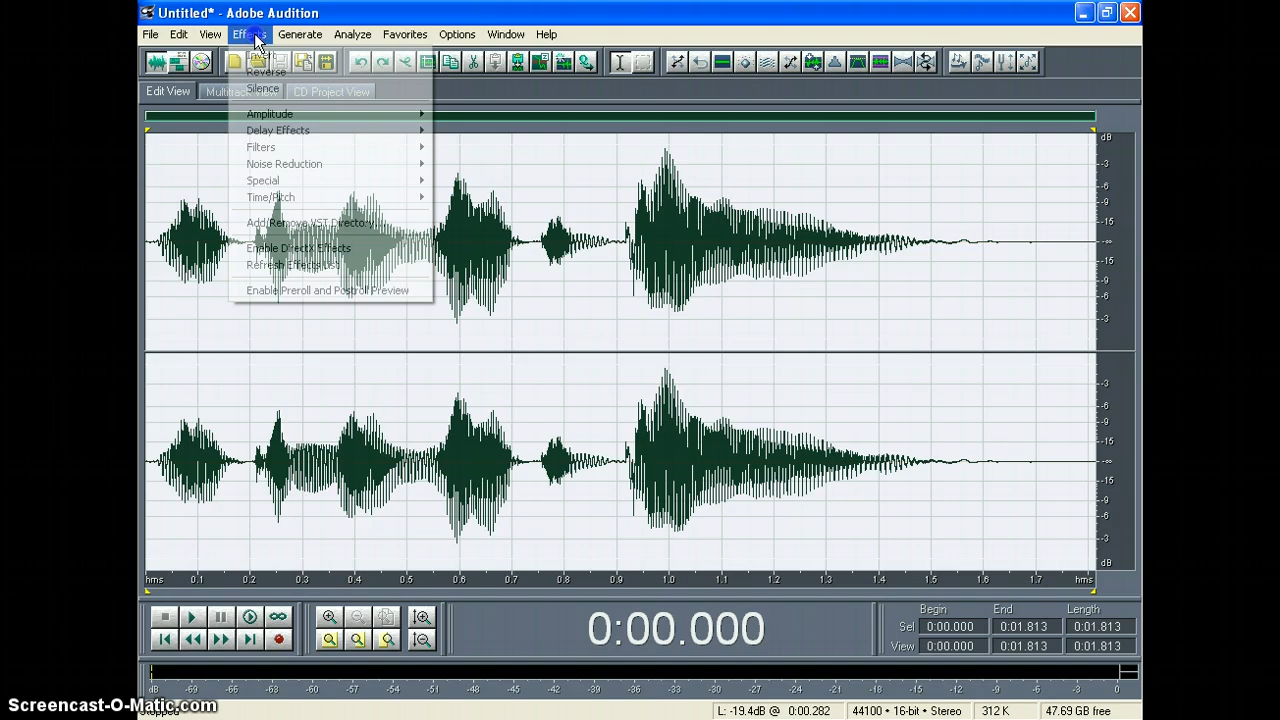 Untitled* - Adobe Audition
File Edit View Effects Generate Analyze Favorites Options Window Help
Invert
Reverse
Edit View Multitrack View CD Project View
Silence
Amplitude
Delay Effects
Filters
Noise Reduction
Special
Time/Pitch
Add/Remove VST Directory
Enable DirectX Effects
Refresh Effects List
Enable Preroll and Postroll Preview
dB
-3
-6
-9
-15
-∞
-15
-9
-6
-3
-3
-6
-9
-15
-∞
-15
-9
-6
-3
dB
hms 0.1 0.2 0.3 0.4 0.5 0.6 0.7 0.8 0.9 1.0 1.1 1.2 1.3 1.4 1.5 1.6 1.7 hms
0:00.000
Begin End Length
Sel 0:00.000 0:01.813 0:01.813
View 0:00.000 0:01.813 0:01.813
dB -69 -66 -63 -60 -57 -54 -51 -48 -45 -42 -39 -36 -33 -30 -27 -24 -21 -18 -15 -12 -9 -6 -3 0
Screencast-O-Matic.com
Stopped L: -19.4dB @ 0:00.282 44100 • 16-bit • Stereo 312 K 47.69 GB free